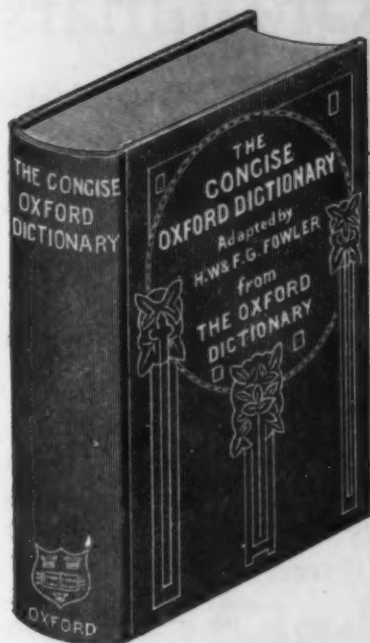 THE CONCISE
OXFORD
DICTIONARY
OXFORD
THE
CONCISE
OXFORD DICTIONARY
Adapted by
H.W & F.G. FOWLER
from
THE OXFORD
DICTIONARY